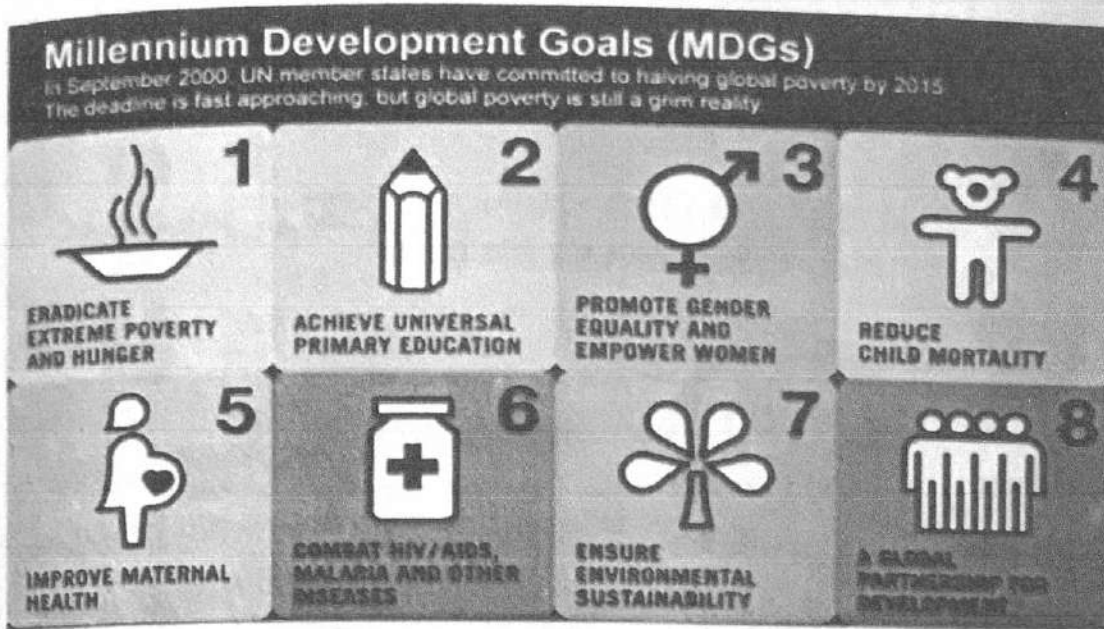 Millennium Development Goals (MDGs)
In September 2000, UN member states have committed to halving global poverty by 2015
The deadline is fast approaching, but global poverty is still a grim reality
1
ERADICATE
EXTREME POVERTY
AND HUNGER
2
ACHIEVE UNIVERSAL
PRIMARY EDUCATION
3
PROMOTE GENDER
EQUALITY AND
EMPOWER WOMEN
4
REDUCE
CHILD MORTALITY
5
IMPROVE MATERNAL
HEALTH
6
COMBAT HIV/AIDS,
MALARIA AND OTHER
DISEASES
7
ENSURE
ENVIRONMENTAL
SUSTAINABILITY
8
A GLOBAL
PARTNERSHIP FOR
DEVELOPMENT